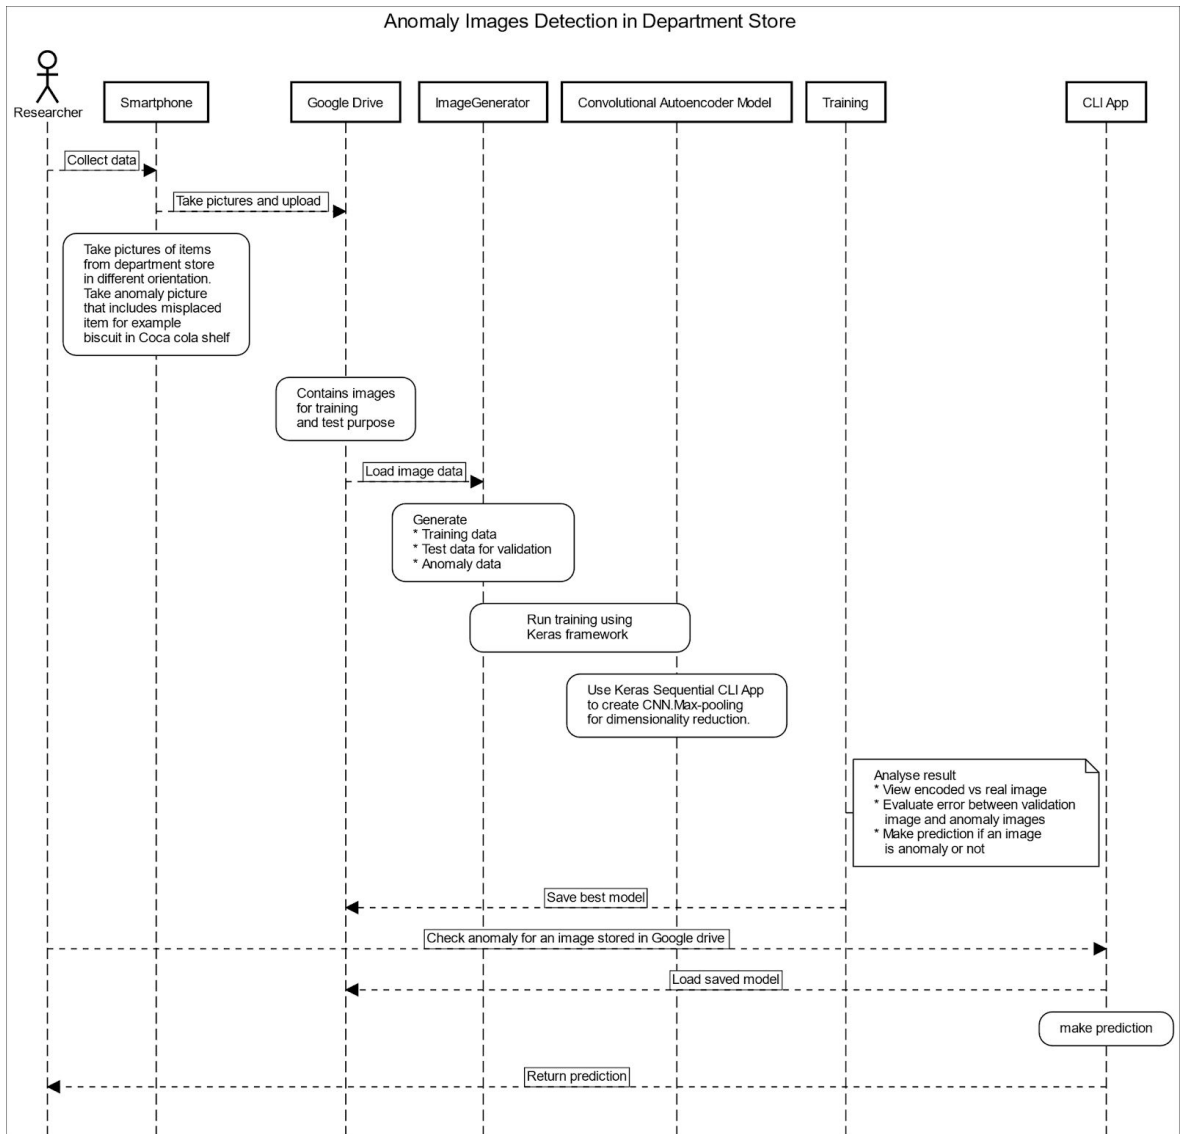 Anomaly Images Detection in Department Store
Researcher
Smartphone
Google Drive
ImageGenerator
Convolutional Autoencoder Model
Training
CLI App
Collect data
Take pictures and upload
Take pictures of items
from department store
in different orientation.
Take anomaly picture
that includes misplaced
item for example
biscuit in Coca cola shelf
Contains images
for training
and test purpose
Load image data
Generate
* Training data
* Test data for validation
* Anomaly data
Run training using
Keras framework
Use Keras Sequential CLI App
to create CNN.Max-pooling
for dimensionality reduction.
Analyse result
* View encoded vs real image
* Evaluate error between validation
image and anomaly images
* Make prediction if an image
is anomaly or not
Save best model
Check anomaly for an image stored in Google drive
Load saved model
make prediction
Return prediction